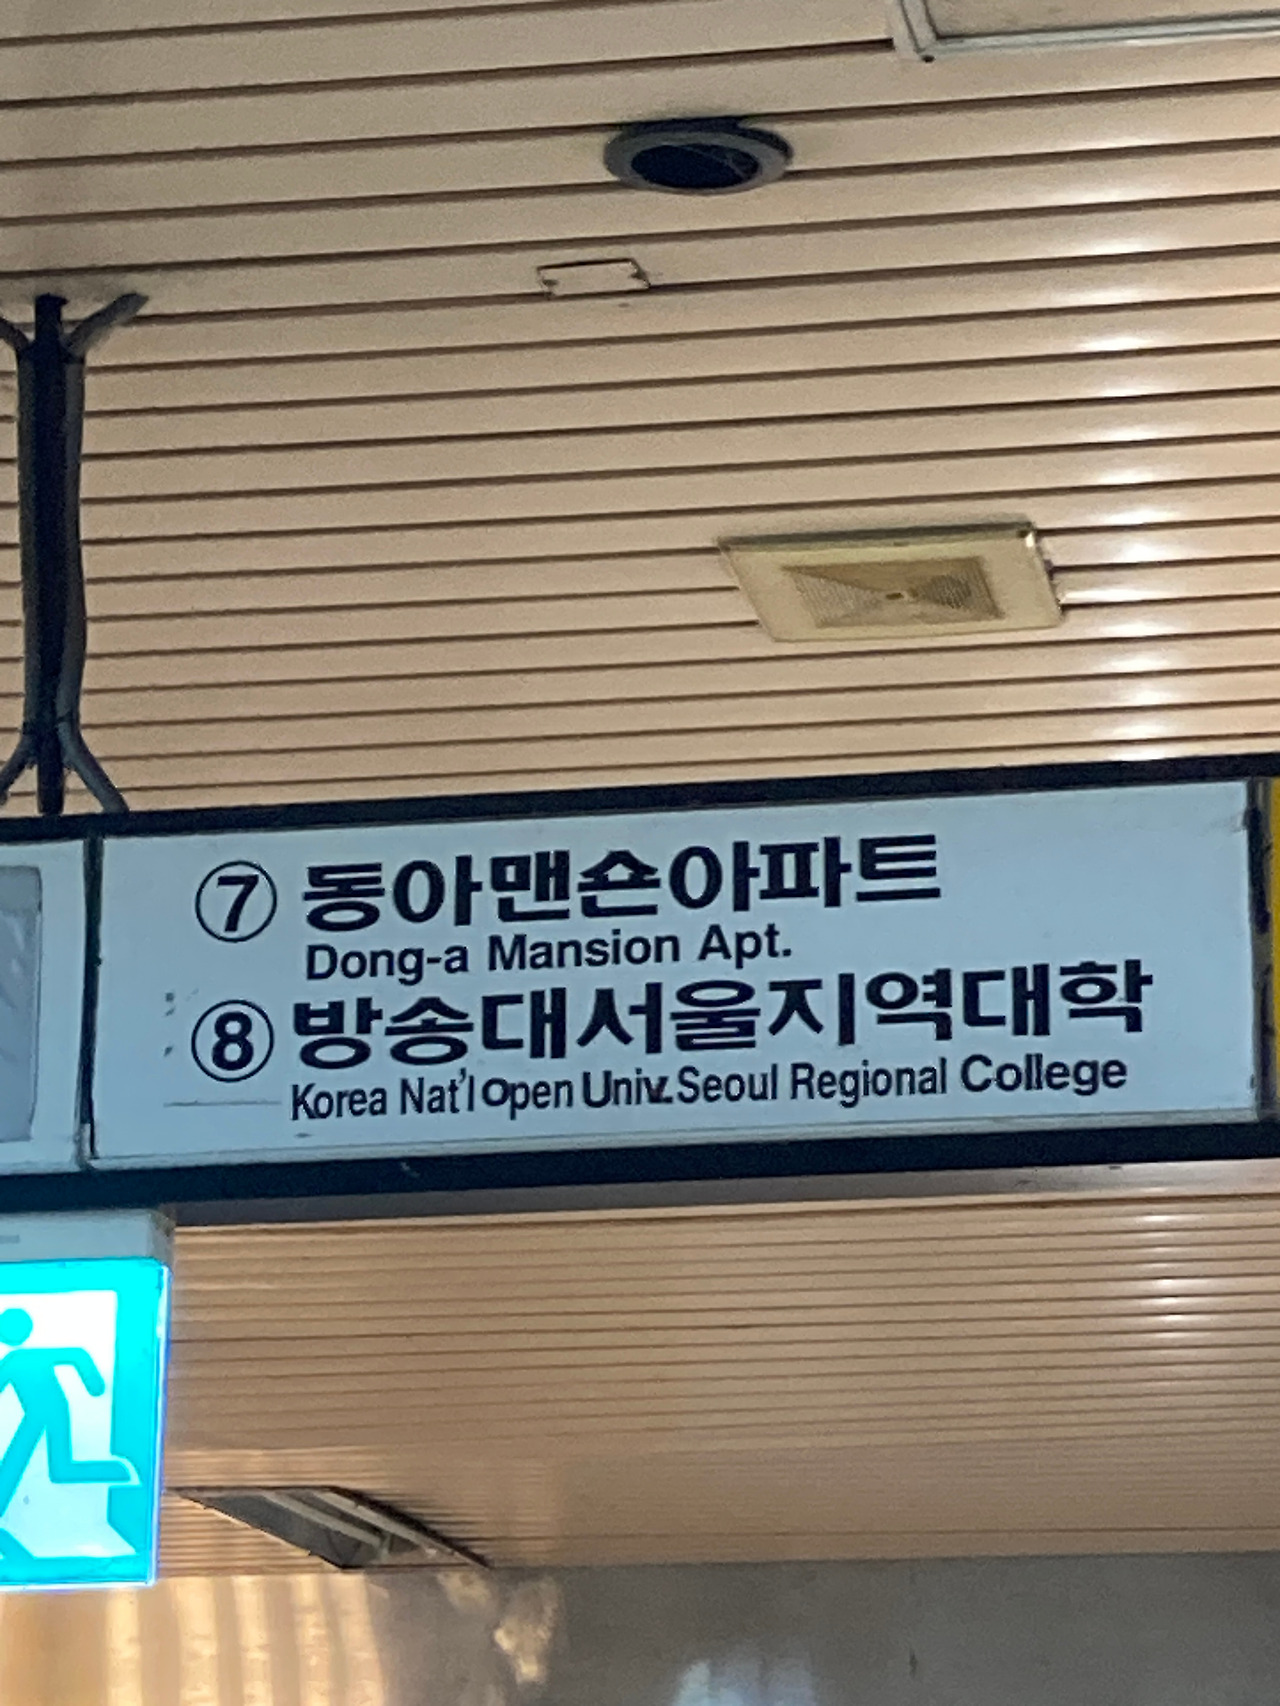 ⑦ 동아맨숀아파트
Dong-a Mansion Apt.
⑧ 방송대서울지역대학
Korea Nat'l Open Univ. Seoul Regional College